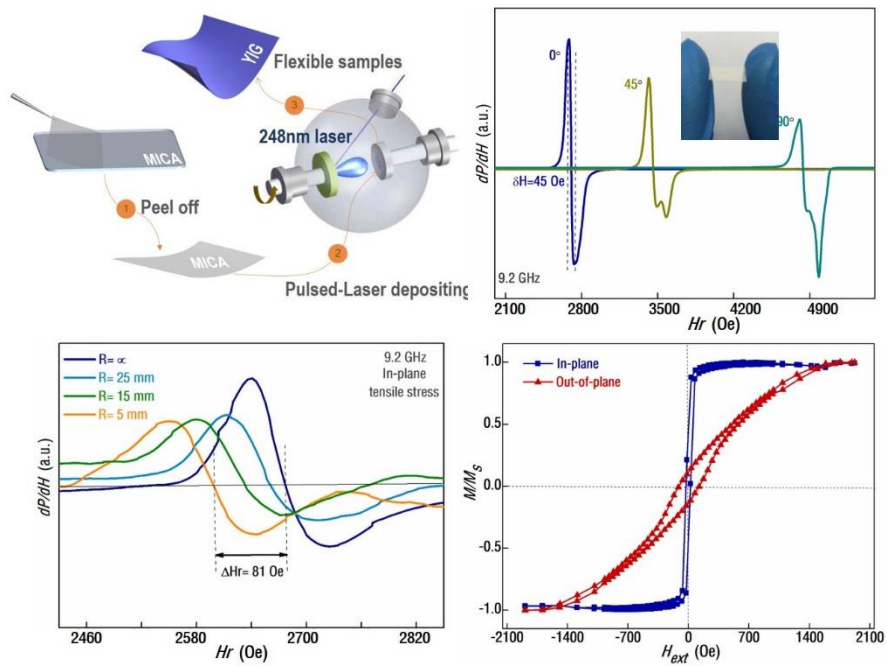 YIG
Flexible samples
3
248nm laser
MICA
1
Peel off
2
MICA
Pulsed-Laser depositing
dP/dH (a.u.)
0°
45°
90°
δH=45 Oe
9.2 GHz
2100 2800 3500 4200 4900
Hr (Oe)
dP/dH (a.u.)
R= ∝
R= 25 mm
R= 15 mm
R= 5 mm
9.2 GHz
In-plane
tensile stress
ΔHr= 81 Oe
2460 2580 2700 2820
Hr (Oe)
M/Ms
1.0
0.5
0.0
-0.5
-1.0
In-plane
Out-of-plane
-2100 -1400 -700 0 700 1400 2100
Hext (Oe)